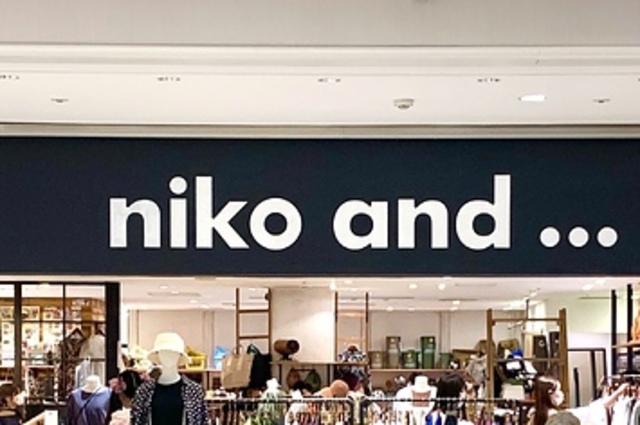 niko and ...